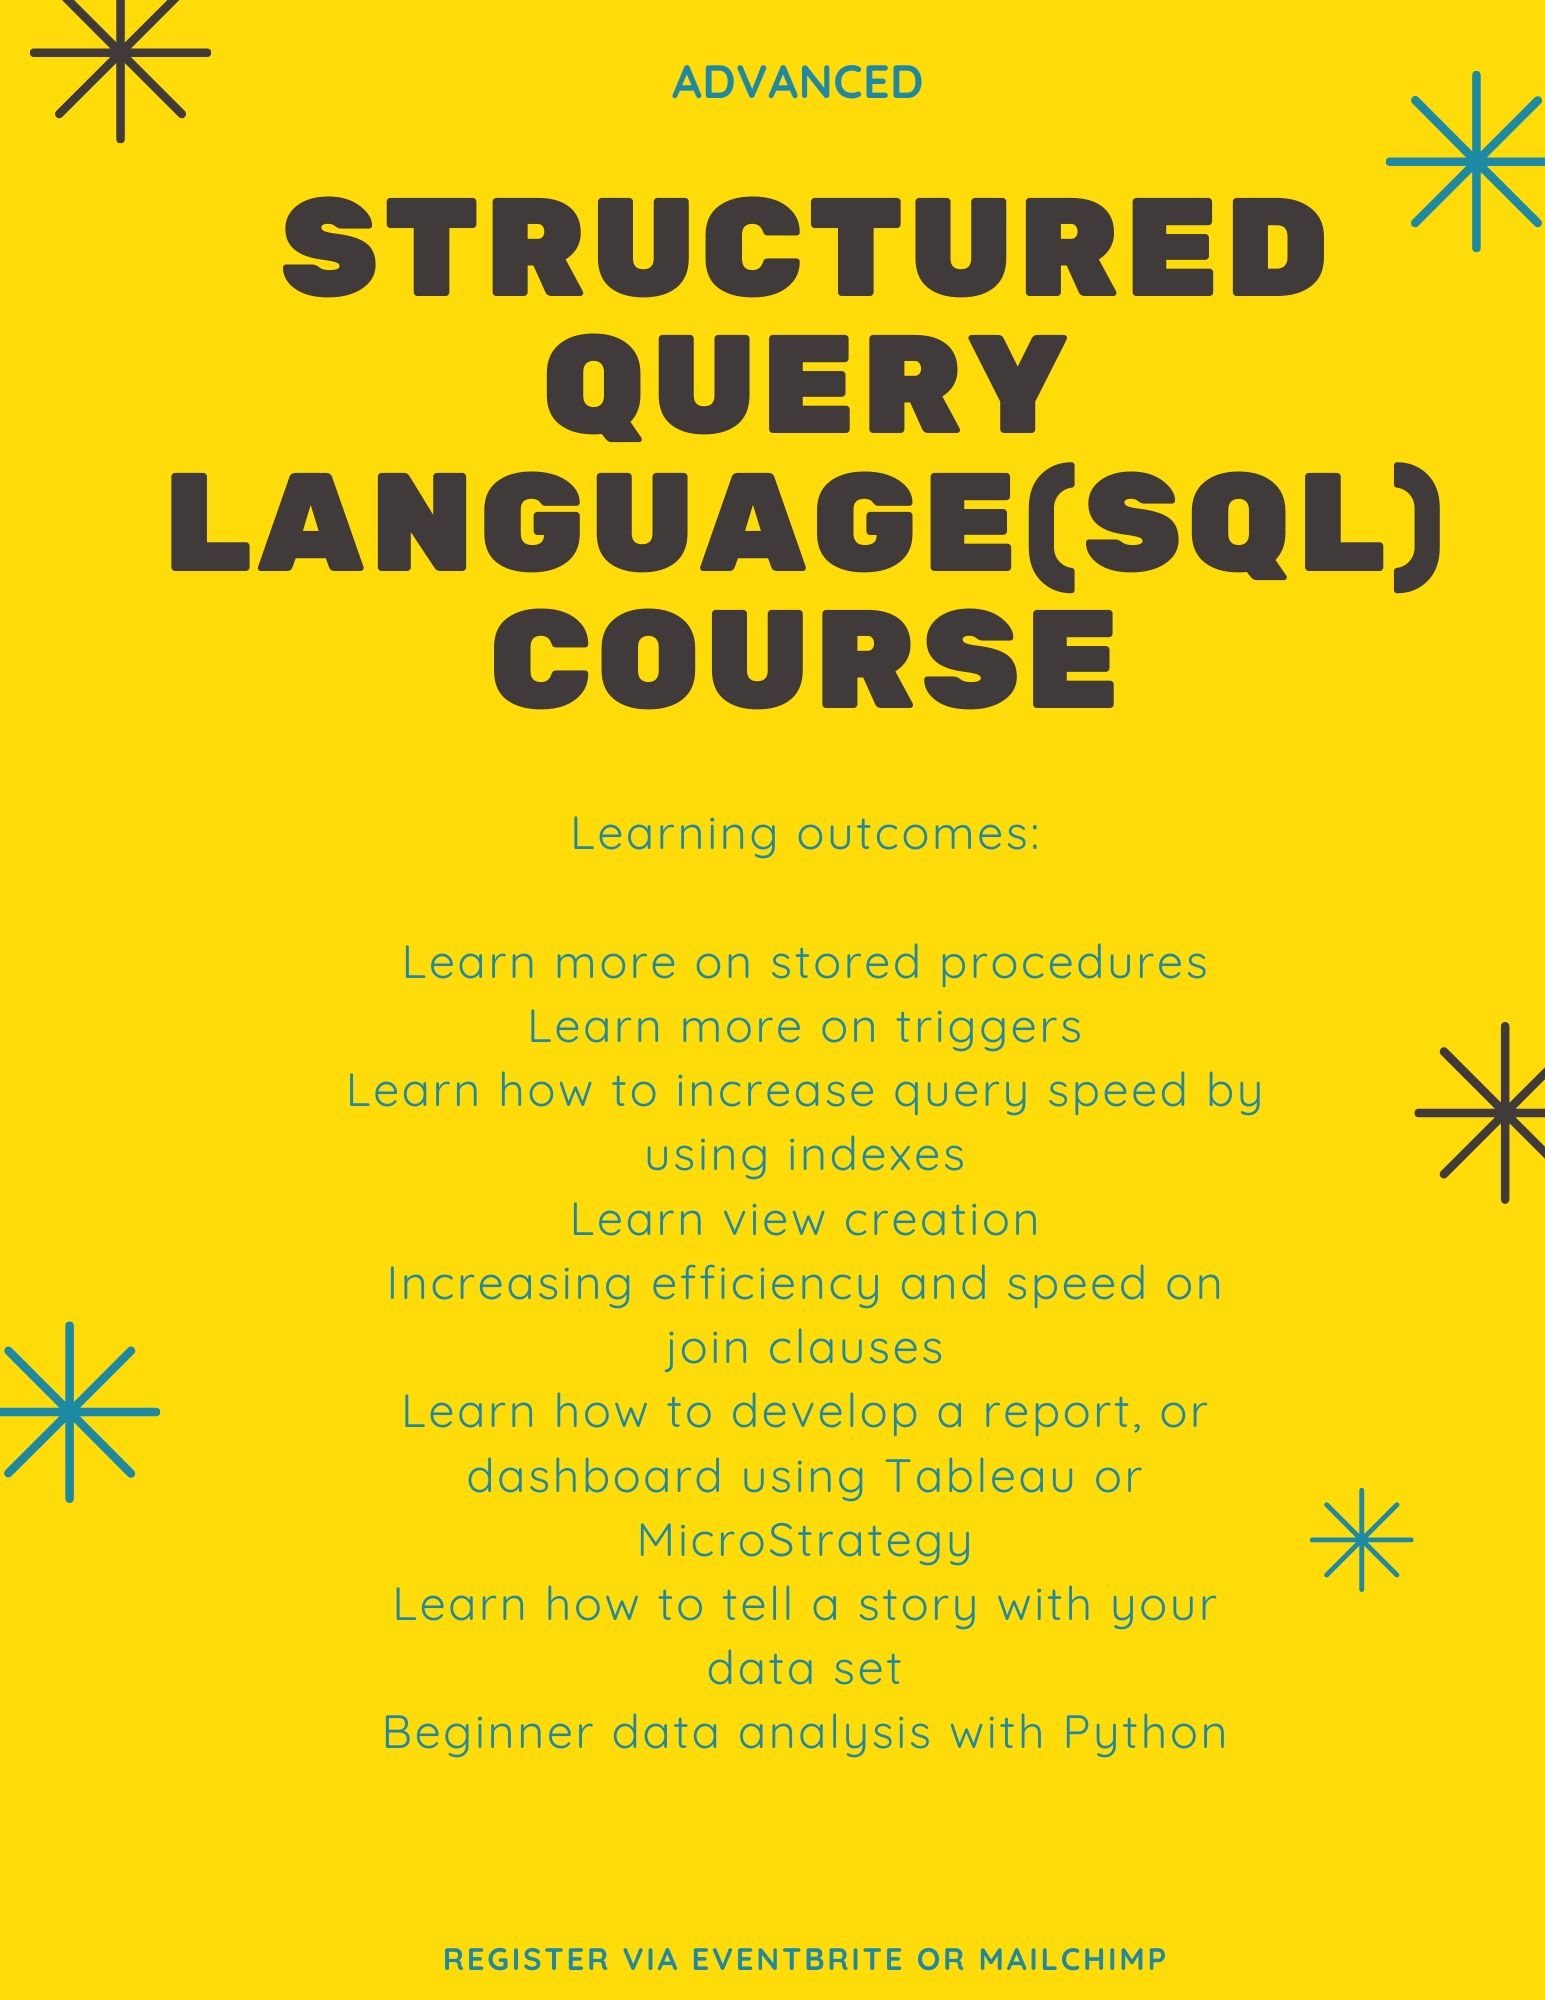 ADVANCED
STRUCTURED
QUERY
LANGUAGE(SQL)
COURSE
Learning outcomes:
Learn more on stored procedures
Learn more on triggers
Learn how to increase query speed by
using indexes
Learn view creation
Increasing efficiency and speed on
join clauses
Learn how to develop a report, or
dashboard using Tableau or
MicroStrategy
Learn how to tell a story with your
data set
Beginner data analysis with Python
REGISTER VIA EVENTBRITE OR MAILCHIMP